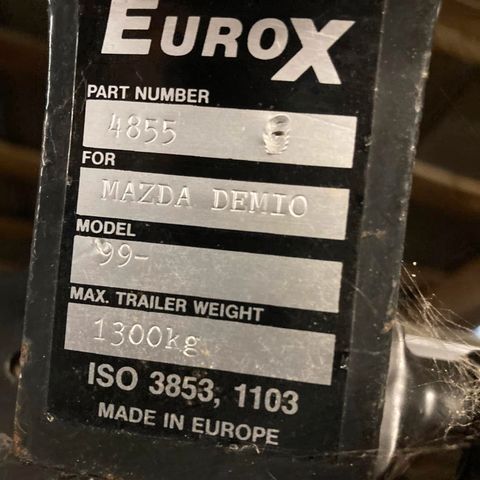 EUROX
PART NUMBER
4855
FOR
MAZDA DEMIO
MODEL
99-
MAX. TRAILER WEIGHT
1300kg
ISO 3853, 1103
MADE IN EUROPE